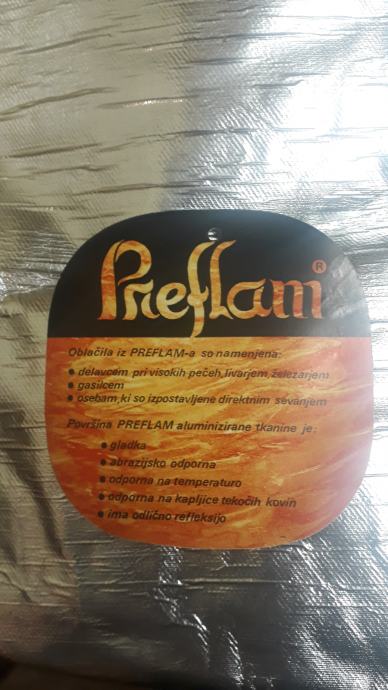 Preflam®
Oblačila iz PREFLAM-a so namenjena:
• delavcem pri visokih pečeh, livarjem, železarjem
• gasilcem
• osebam, ki so izpostavljene direktnim sevanjem
Površina PREFLAM aluminizirane tkanine je:
• gladka
• abrazijsko odporna
• odporna na temperaturo
• odporna na kapljice tekočih kovin
• ima odlično refleksijo